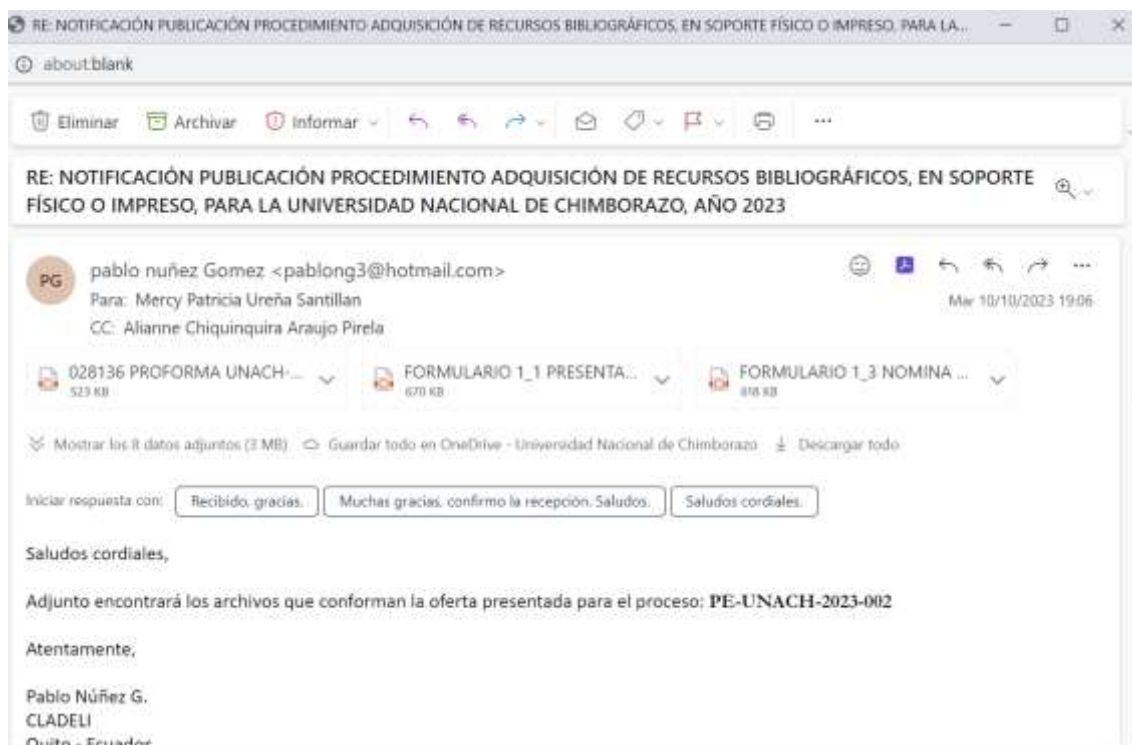 RE: NOTIFICACIÓN PUBLICACIÓN PROCEDIMIENTO ADQUISICIÓN DE RECURSOS BIBLIOGRÁFICOS, EN SOPORTE FÍSICO O IMPRESO, PARA LA...
about:blank
Eliminar Archivar Informar
RE: NOTIFICACIÓN PUBLICACIÓN PROCEDIMIENTO ADQUISICIÓN DE RECURSOS BIBLIOGRÁFICOS, EN SOPORTE
FÍSICO O IMPRESO, PARA LA UNIVERSIDAD NACIONAL DE CHIMBORAZO, AÑO 2023
PG
pablo nuñez Gomez <pablong3@hotmail.com>
Para: Mercy Patricia Ureña Santillan
Mar 10/10/2023 19:06
CC: Alianne Chiquinquira Araujo Pirela
028136 PROFORMA UNACH-... FORMULARIO 1_1 PRESENTA... FORMULARIO 1_3 NOMINA ...
523 KB 670 KB 618 KB
Mostrar los 8 datos adjuntos (3 MB) Guardar todo en OneDrive - Universidad Nacional de Chimborazo Descargar todo
Iniciar respuesta con: Recibido, gracias. Muchas gracias, confirmo la recepción. Saludos. Saludos cordiales.
Saludos cordiales,
Adjunto encontrará los archivos que conforman la oferta presentada para el proceso: PE-UNACH-2023-002
Atentamente,
Pablo Núñez G.
CLADELI
Quito - Ecuador